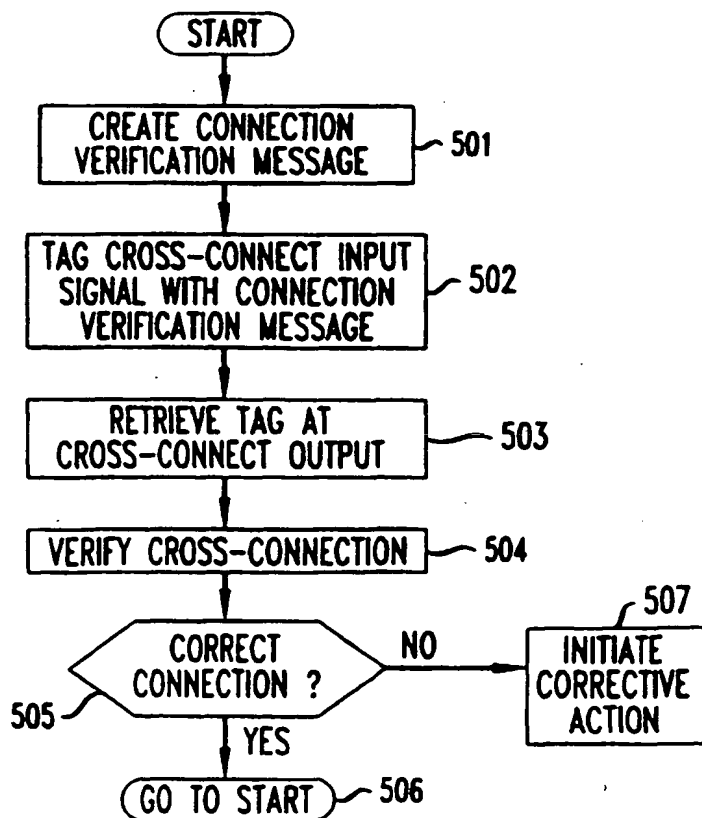 START
CREATE CONNECTION
VERIFICATION MESSAGE
501
TAG CROSS-CONNECT INPUT
SIGNAL WITH CONNECTION
VERIFICATION MESSAGE
502
RETRIEVE TAG AT
CROSS-CONNECT OUTPUT
503
VERIFY CROSS-CONNECTION
504
CORRECT
CONNECTION ?
505
NO
507
INITIATE
CORRECTIVE
ACTION
YES
GO TO START
506